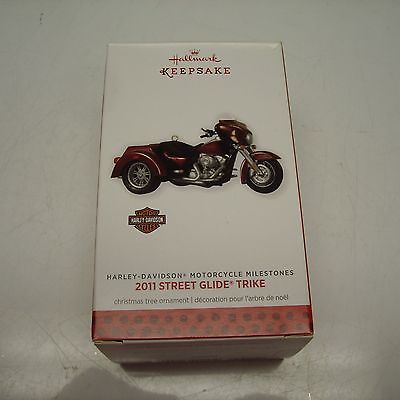 Hallmark
KEEPSAKE
MOTOR
HARLEY-DAVIDSON
CYCLES
HARLEY-DAVIDSON® MOTORCYCLE MILESTONES
2011 STREET GLIDE® TRIKE
christmas tree ornament | décoration pour l'arbre de noël